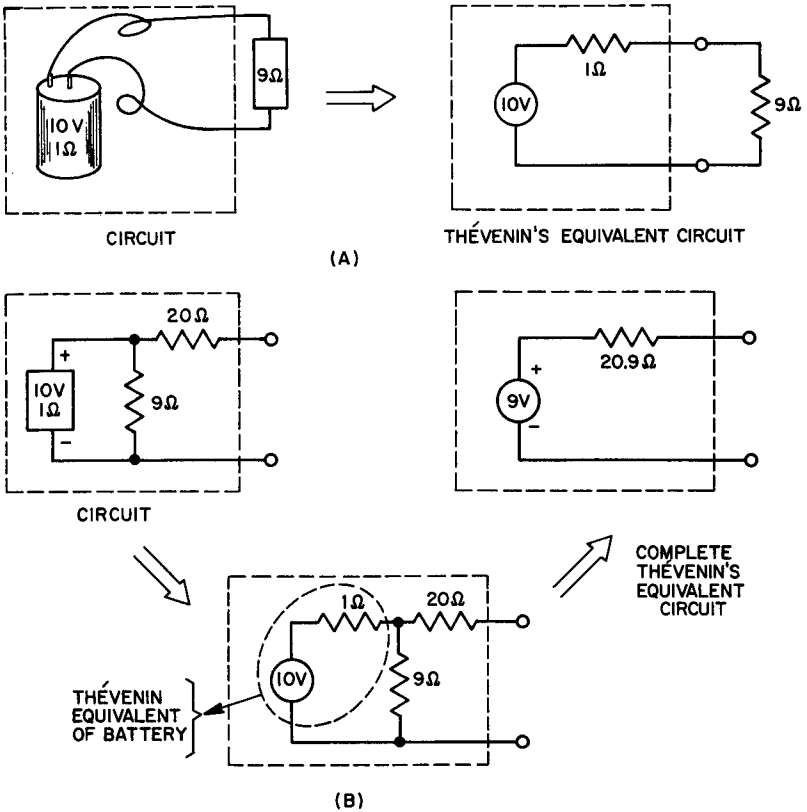 10V
1Ω
9Ω
1Ω
10V
9Ω
CIRCUIT
THÉVENIN'S EQUIVALENT CIRCUIT
(A)
20Ω
+
10V
1Ω
−
9Ω
CIRCUIT
20.9Ω
+
9V
−
COMPLETE
THÉVENIN'S
EQUIVALENT
CIRCUIT
1Ω
20Ω
10V
9Ω
THÉVENIN
EQUIVALENT
OF BATTERY
(B)